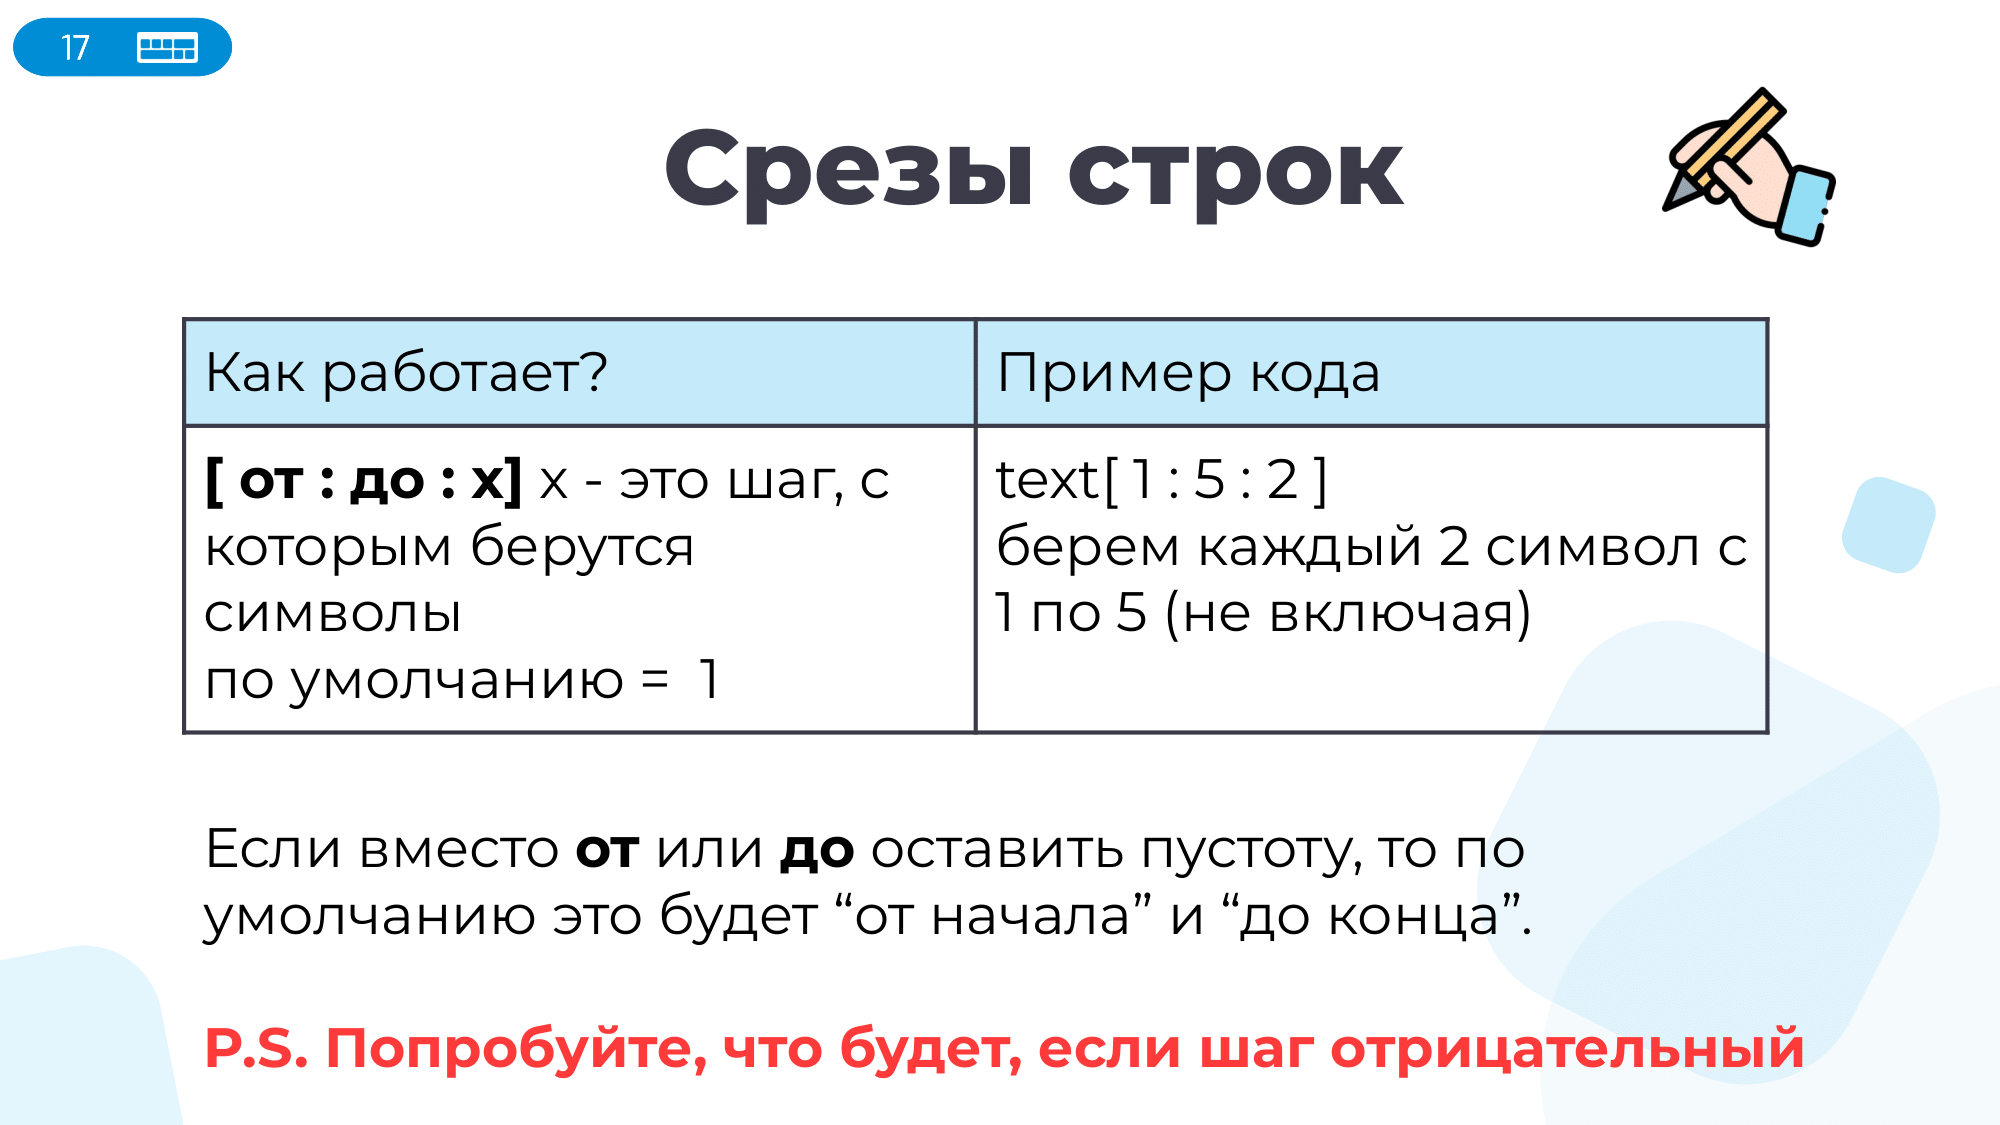 17
Срезы строк
Как работает?
Пример кода
[ от : до : x] x - это шаг, с
которым берутся
символы
по умолчанию =  1
text[ 1 : 5 : 2 ]
берем каждый 2 символ с
1 по 5 (не включая)
Если вместо от или до оставить пустоту, то по
умолчанию это будет “от начала” и “до конца”.
P.S. Попробуйте, что будет, если шаг отрицательный